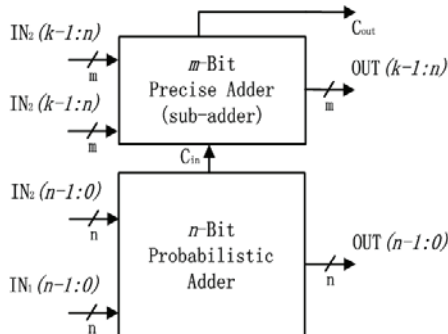 IN₂(k-1:n)
m
IN₂(k-1:n)
m
m-Bit
Precise Adder
(sub-adder)
Cout
OUT(k-1:n)
m
Cin
IN₂(n-1:0)
n
IN₁(n-1:0)
n
n-Bit
Probabilistic
Adder
OUT(n-1:0)
n